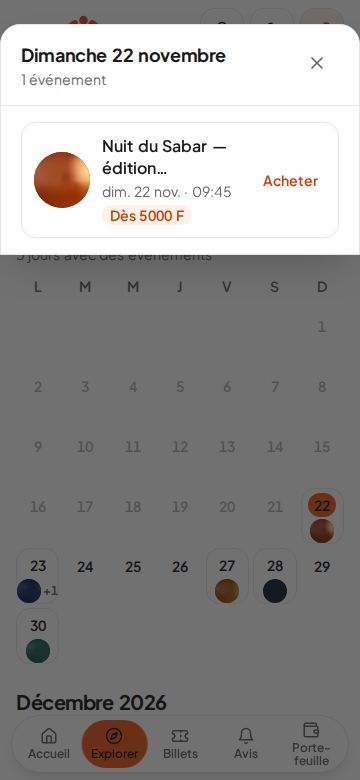 Dimanche 22 novembre
1 événement
Nuit du Sabar —
édition…
dim. 22 nov. · 09:45
Acheter
Dès 5000 F
5 jours avec des événements
L M M J V S D
1
2 3 4 5 6 7 8
9 10 11 12 13 14 15
16 17 18 19 20 21 22
23 24 25 26 27 28 29
+1
30
Décembre 2026
Accueil Explorer Billets Avis Porte-
feuille